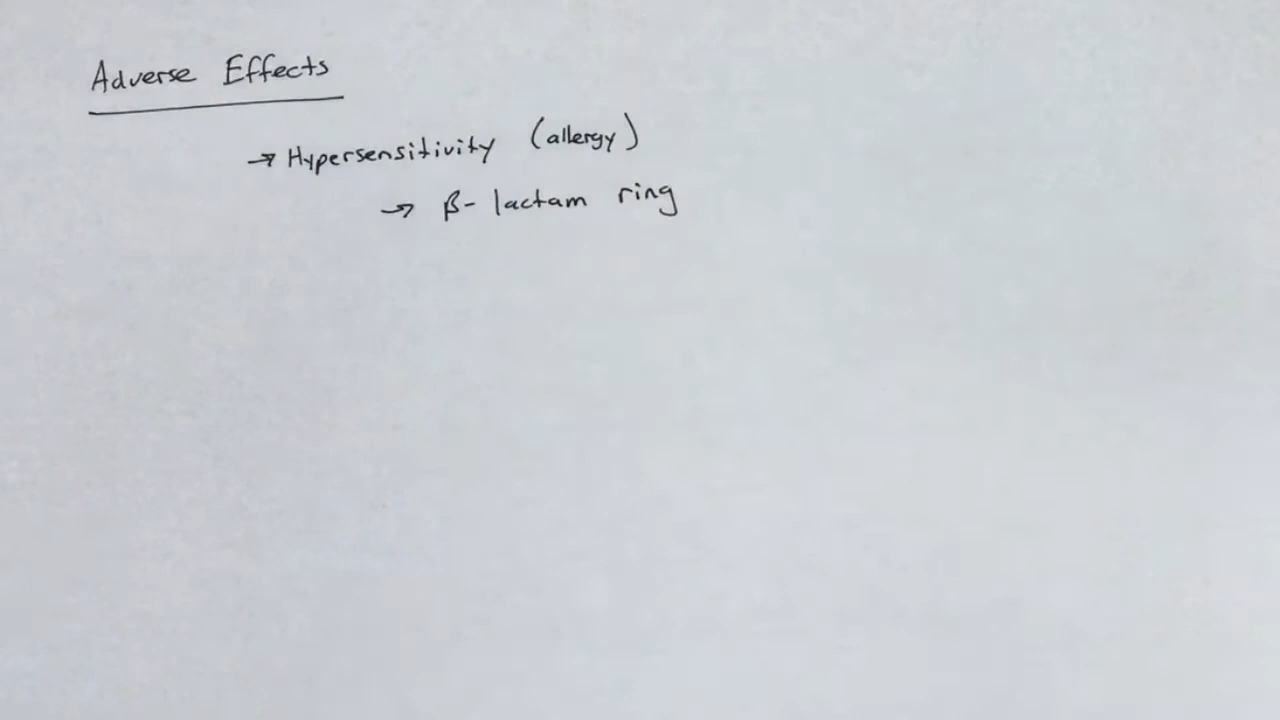 Adverse Effects
→ Hypersensitivity (allergy)
→ β- lactam ring